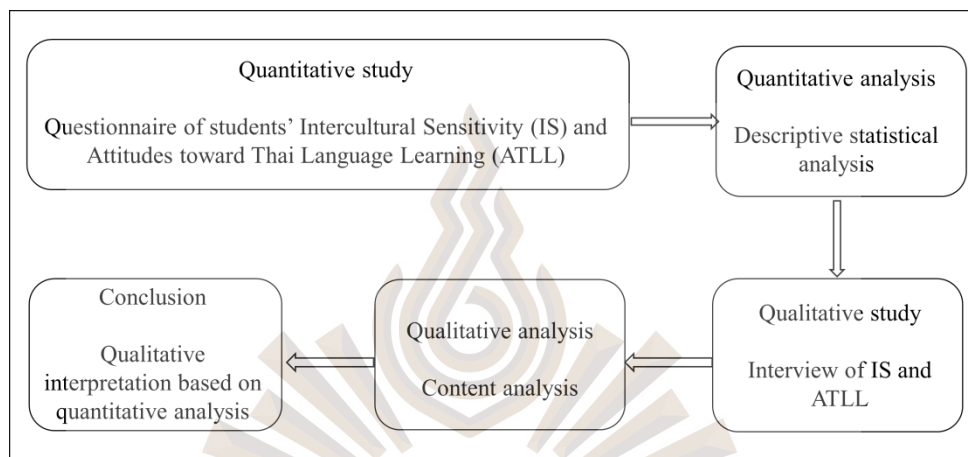 Quantitative study
Questionnaire of students’ Intercultural Sensitivity (IS) and
Attitudes toward Thai Language Learning (ATLL)
Quantitative analysis
Descriptive statistical
analysis
Qualitative study
Interview of IS and
ATLL
Qualitative analysis
Content analysis
Conclusion
Qualitative
interpretation based on
quantitative analysis